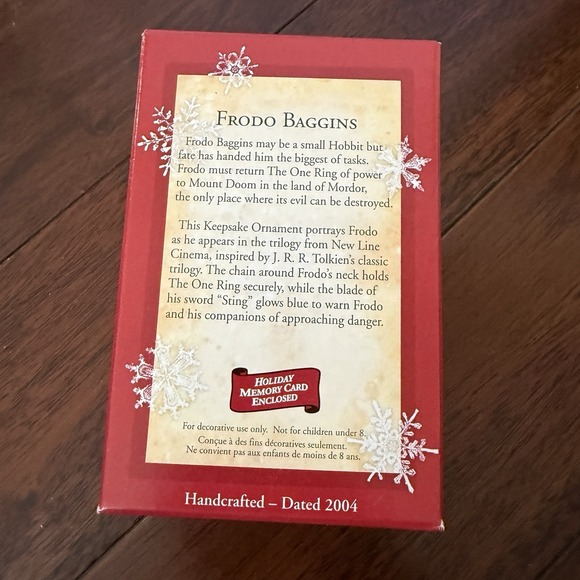 Frodo Baggins
Frodo Baggins may be a small Hobbit but
fate has handed him the biggest of tasks.
Frodo must return The One Ring of power
to Mount Doom in the land of Mordor,
the only place where its evil can be destroyed.
This Keepsake Ornament portrays Frodo
as he appears in the trilogy from New Line
Cinema, inspired by J. R. R. Tolkien's classic
trilogy. The chain around Frodo's neck holds
The One Ring securely, while the blade of
his sword "Sting" glows blue to warn Frodo
and his companions of approaching danger.
Holiday
Memory Card
Enclosed
For decorative use only. Not for children under 8.
Conçue à des fins décoratives seulement.
Ne convient pas aux enfants de moins de 8 ans.
Handcrafted – Dated 2004